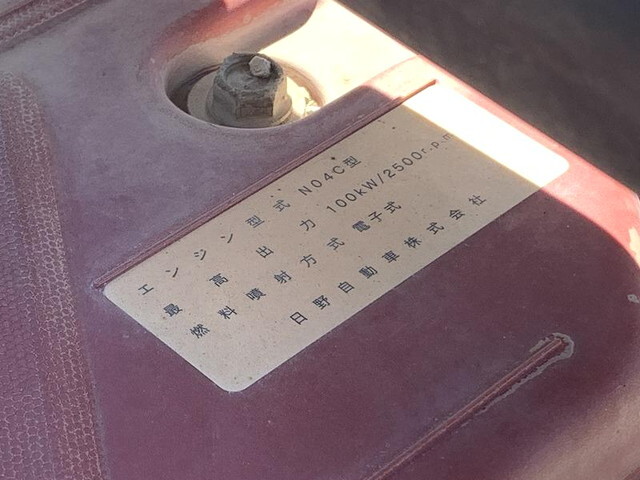 エンジン型式 N04C型
最高出力 100kW/2500r.p.m
燃料噴射方式 電子式
日野自動車株式会社